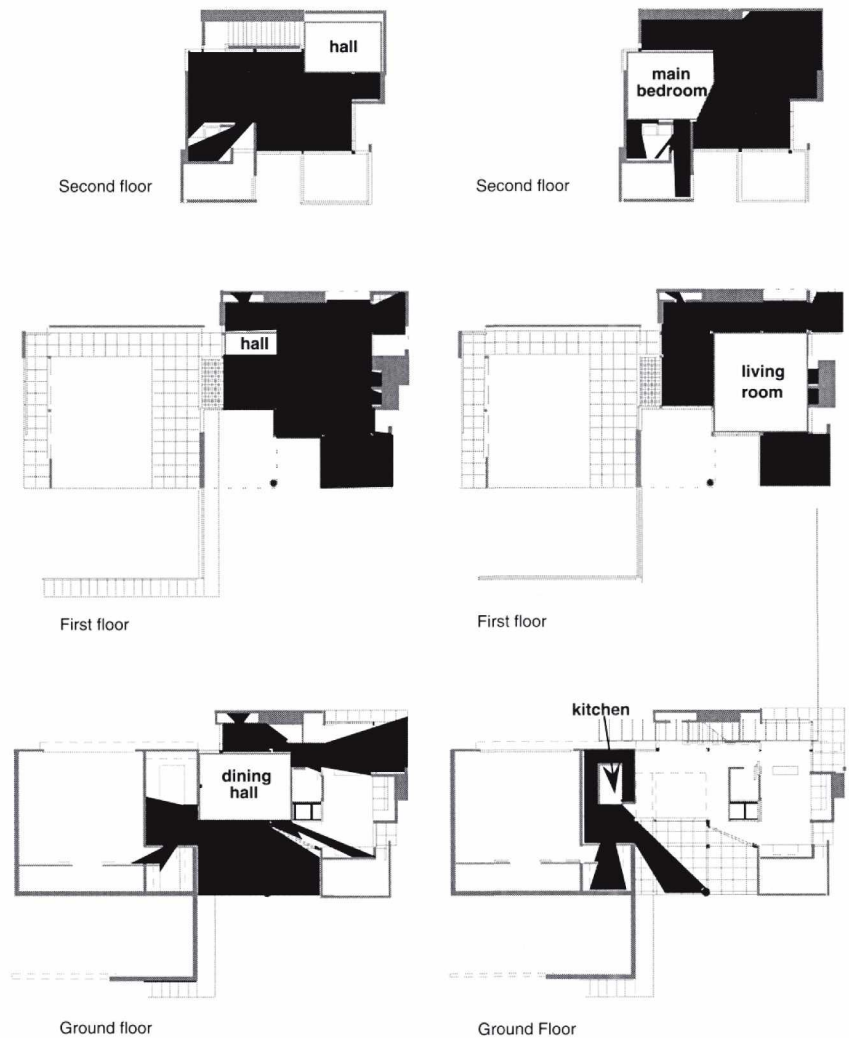 hall
main
bedroom
Second floor
Second floor
hall
living
room
First floor
First floor
kitchen
dining
hall
Ground floor
Ground Floor